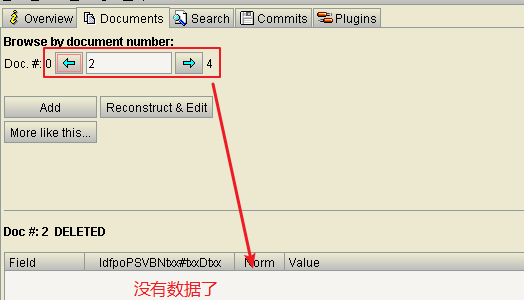 Overview Documents Search Commits Plugins
Browse by document number:
Doc. #: 0 2 4
Add Reconstruct & Edit
More like this...
Doc #: 2 DELETED
Field IdfpoPSVBNtxx#txxDtxx Norm Value
没有数据了